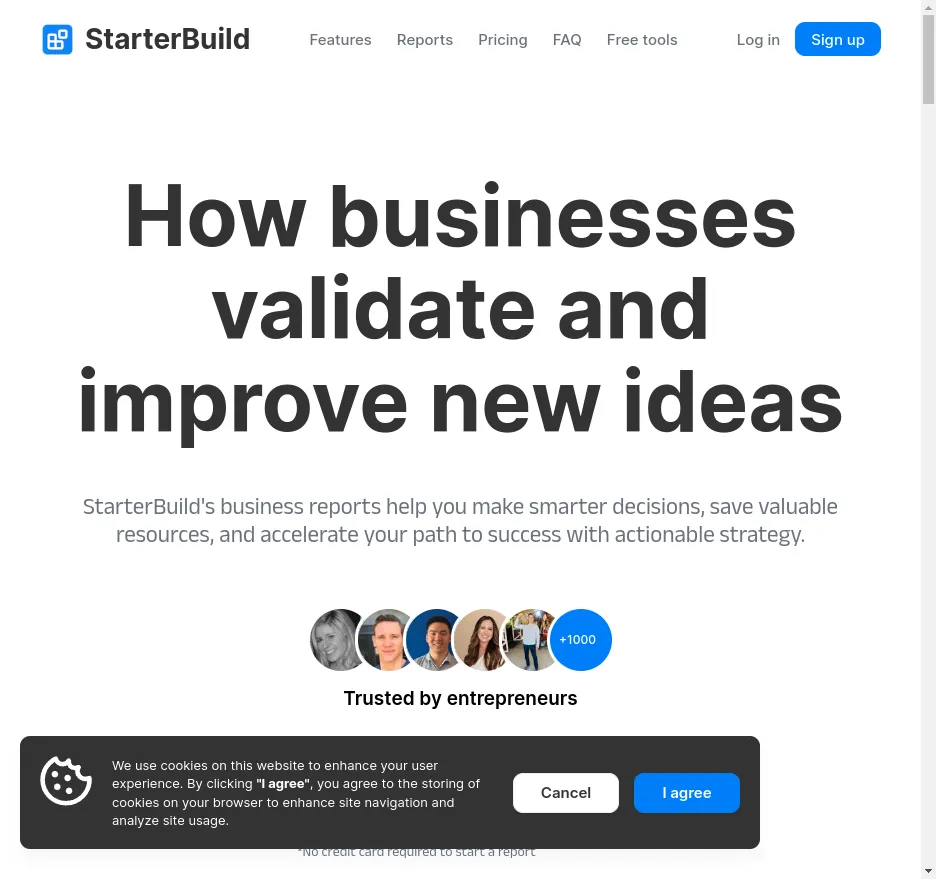 StarterBuild
Features Reports Pricing FAQ Free tools Log in Sign up
How businesses
validate and
improve new ideas
StarterBuild's business reports help you make smarter decisions, save valuable
resources, and accelerate your path to success with actionable strategy.
+1000
Trusted by entrepreneurs
We use cookies on this website to enhance your user
experience. By clicking "I agree", you agree to the storing of
cookies on your browser to enhance site navigation and
analyze site usage.
Cancel
I agree
*No credit card required to start a report